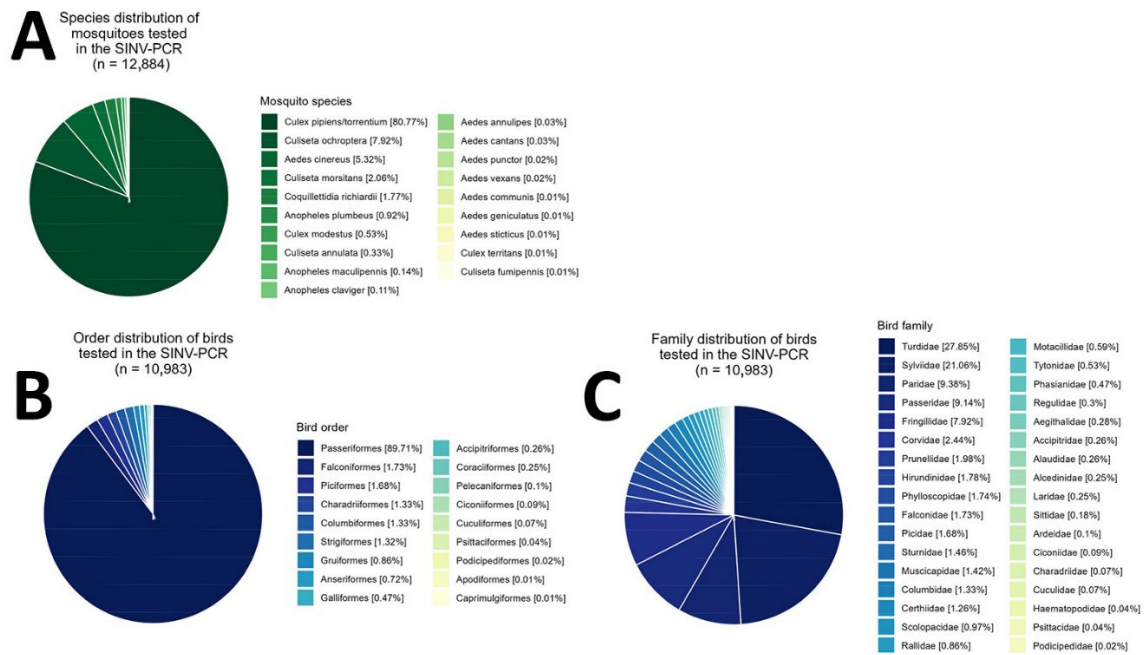 A
Species distribution of
mosquitoes tested
in the SINV-PCR
(n = 12,884)
Mosquito species
Culex pipiens/torrentium [80.77%]
Culiseta ochroptera [7.92%]
Aedes cinereus [5.32%]
Culiseta morsitans [2.06%]
Coquillettidia richiardii [1.77%]
Anopheles plumbeus [0.92%]
Culex modestus [0.53%]
Culiseta annulata [0.33%]
Anopheles maculipennis [0.14%]
Anopheles claviger [0.11%]
Aedes annulipes [0.03%]
Aedes cantans [0.03%]
Aedes punctor [0.02%]
Aedes vexans [0.02%]
Aedes communis [0.01%]
Aedes geniculatus [0.01%]
Aedes sticticus [0.01%]
Culex territans [0.01%]
Culiseta fumipennis [0.01%]
B
Order distribution of birds
tested in the SINV-PCR
(n = 10,983)
Bird order
Passeriformes [89.71%]
Falconiformes [1.73%]
Piciformes [1.68%]
Charadriiformes [1.33%]
Columbiformes [1.33%]
Strigiformes [1.32%]
Gruiformes [0.86%]
Anseriformes [0.72%]
Galliformes [0.47%]
Accipitriformes [0.26%]
Coraciiformes [0.25%]
Pelecaniformes [0.1%]
Ciconiiformes [0.09%]
Cuculiformes [0.07%]
Psittaciformes [0.04%]
Podicipediformes [0.02%]
Apodiformes [0.01%]
Caprimulgiformes [0.01%]
C
Family distribution of birds
tested in the SINV-PCR
(n = 10,983)
Bird family
Turdidae [27.85%]
Sylviidae [21.06%]
Paridae [9.38%]
Passeridae [9.14%]
Fringillidae [7.92%]
Corvidae [2.44%]
Prunellidae [1.98%]
Hirundinidae [1.78%]
Phylloscopidae [1.74%]
Falconidae [1.73%]
Picidae [1.68%]
Sturnidae [1.46%]
Muscicapidae [1.42%]
Columbidae [1.33%]
Certhiidae [1.26%]
Scolopacidae [0.97%]
Rallidae [0.86%]
Motacillidae [0.59%]
Tytonidae [0.53%]
Phasianidae [0.47%]
Regulidae [0.3%]
Aegithalidae [0.28%]
Accipitridae [0.26%]
Alaudidae [0.26%]
Alcedinidae [0.25%]
Laridae [0.25%]
Sittidae [0.18%]
Ardeidae [0.1%]
Ciconiidae [0.09%]
Charadriidae [0.07%]
Cuculidae [0.07%]
Haematopodidae [0.04%]
Psittacidae [0.04%]
Podicipedidae [0.02%]